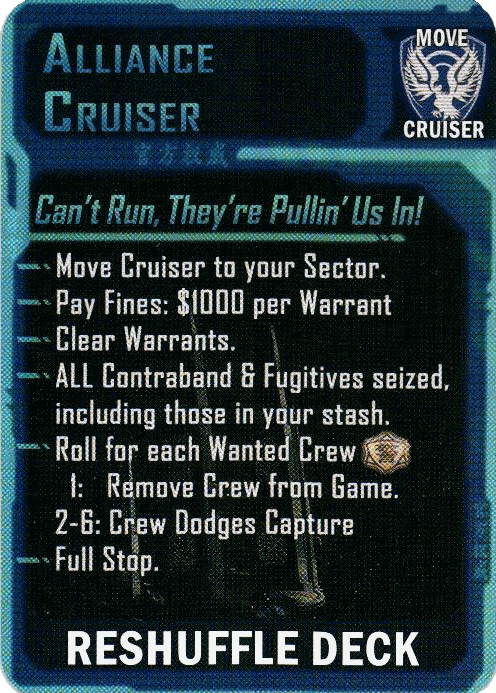 ALLIANCE
CRUISER
MOVE
CRUISER
Can't Run, They're Pullin' Us In!
Move Cruiser to your Sector.
Pay Fines: $1000 per Warrant
Clear Warrants.
ALL Contraband & Fugitives seized,
including those in your stash.
Roll for each Wanted Crew
1: Remove Crew from Game.
2-6: Crew Dodges Capture
Full Stop.
RESHUFFLE DECK